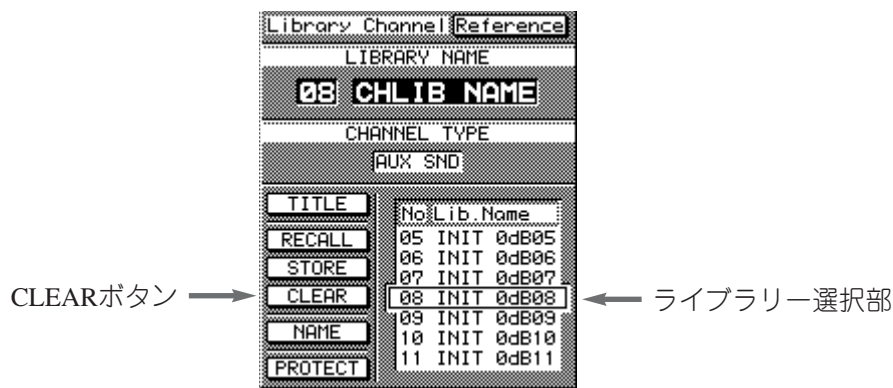 Library Channel Reference
LIBRARY NAME
08 CHLIB NAME
CHANNEL TYPE
AUX SND
TITLE
RECALL
STORE
CLEAR
NAME
PROTECT
No Lib.Name
05 INIT 0dB05
06 INIT 0dB06
07 INIT 0dB07
08 INIT 0dB08
09 INIT 0dB09
10 INIT 0dB10
11 INIT 0dB11
CLEARボタン
ライブラリー選択部